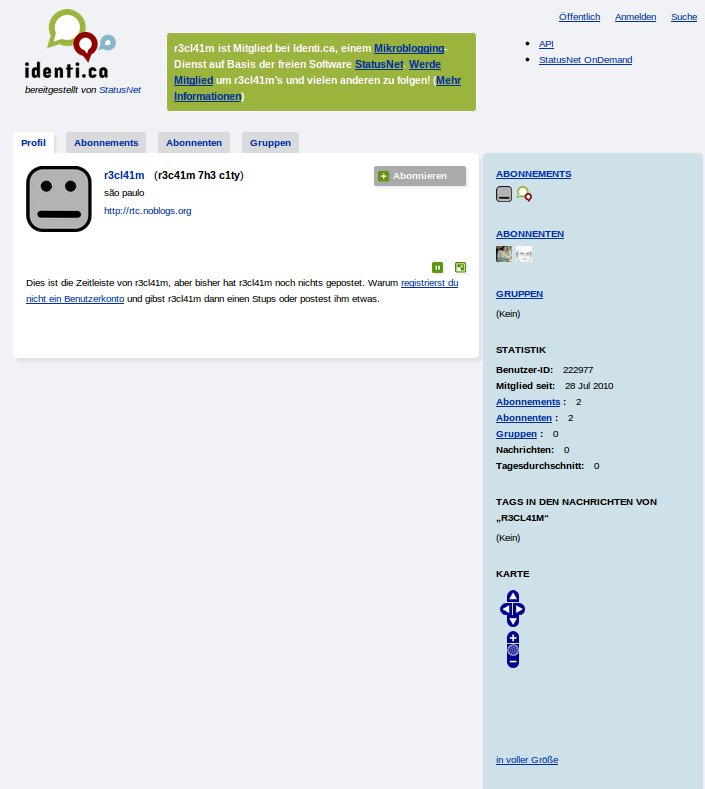 identi.ca
bereitgestellt von StatusNet
Öffentlich Anmelden Suche
r3cl41m ist Mitglied bei Identi.ca, einem Mikroblogging-
Dienst auf Basis der freien Software StatusNet. Werde
Mitglied um r3cl41m's und vielen anderen zu folgen! (Mehr
Informationen)
API
StatusNet OnDemand
Profil Abonnements Abonnenten Gruppen
r3cl41m (r3c41m 7h3 c1ty)
são paulo
http://rtc.noblogs.org
Abonnieren
Dies ist die Zeitleiste von r3cl41m, aber bisher hat r3cl41m noch nichts gepostet. Warum registrierst du
nicht ein Benutzerkonto und gibst r3cl41m dann einen Stups oder postest ihm etwas.
ABONNEMENTS
ABONNENTEN
GRUPPEN
(Kein)
STATISTIK
Benutzer-ID: 222977
Mitglied seit: 28 Jul 2010
Abonnements : 2
Abonnenten : 2
Gruppen : 0
Nachrichten: 0
Tagesdurchschnitt: 0
TAGS IN DEN NACHRICHTEN VON
„R3CL41M“
(Kein)
KARTE
in voller Größe